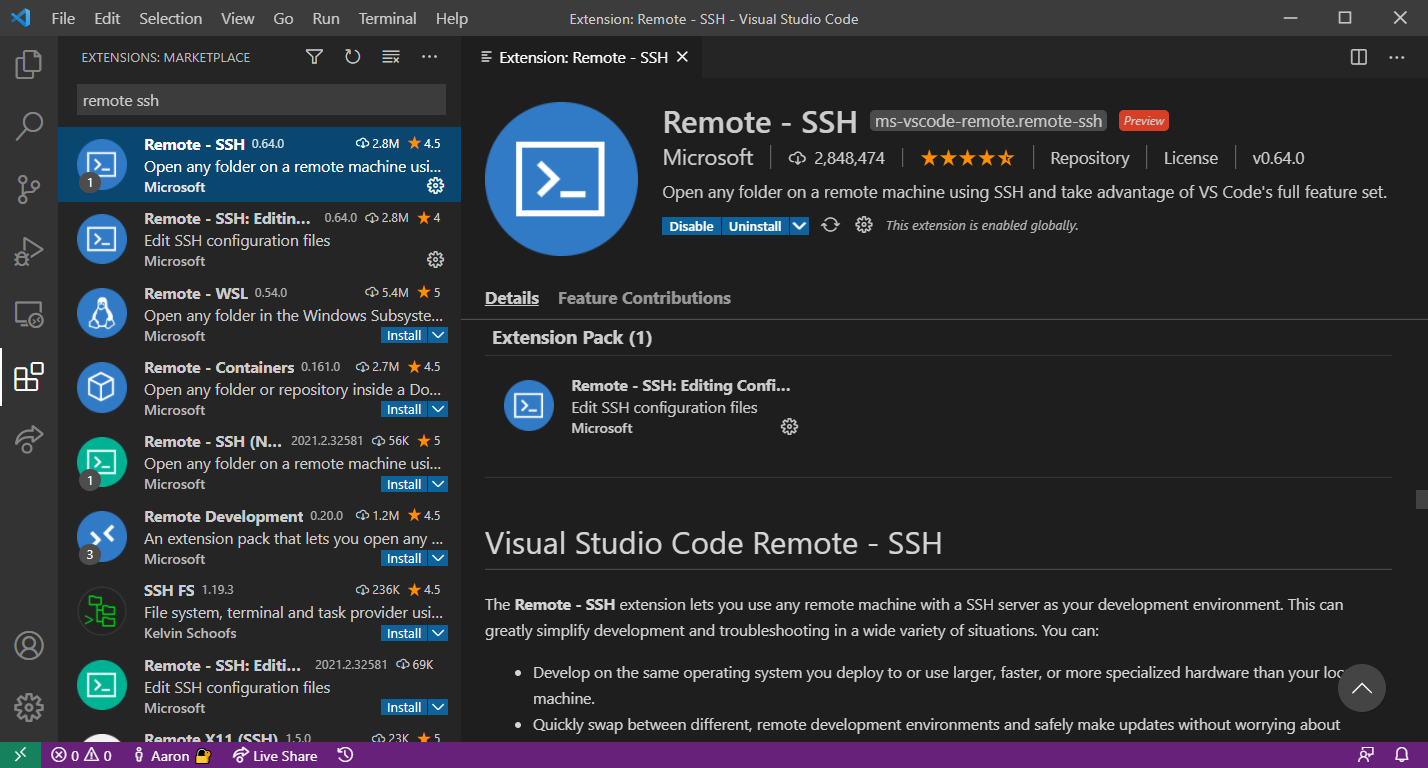 File Edit Selection View Go Run Terminal Help
Extension: Remote - SSH - Visual Studio Code
EXTENSIONS: MARKETPLACE
remote ssh
Remote - SSH 0.64.0 2.8M 4.5
Open any folder on a remote machine usi...
1
Microsoft
Remote - SSH: Editin... 0.64.0 2.8M 4
Edit SSH configuration files
Microsoft
Remote - WSL 0.54.0 5.4M 5
Open any folder in the Windows Subsyste...
Microsoft Install
Remote - Containers 0.161.0 2.7M 4.5
Open any folder or repository inside a Do...
Microsoft Install
Remote - SSH (N... 2021.2.32581 56K 5
Open any folder on a remote machine usi...
1
Microsoft Install
Remote Development 0.20.0 1.2M 4.5
An extension pack that lets you open any ...
3
Microsoft Install
SSH FS 1.19.3 236K 4.5
File system, terminal and task provider usi...
Kelvin Schoofs Install
Remote - SSH: Editi... 2021.2.32581 69K
Edit SSH configuration files
Microsoft Install
Remote X11 (SSH) 1.5.0 23K 5
Extension: Remote - SSH
Remote - SSH ms-vscode-remote.remote-ssh Preview
Microsoft 2,848,474 Repository License v0.64.0
Open any folder on a remote machine using SSH and take advantage of VS Code's full feature set.
Disable Uninstall This extension is enabled globally.
Details Feature Contributions
Extension Pack (1)
Remote - SSH: Editing Confi...
Edit SSH configuration files
Microsoft
Visual Studio Code Remote - SSH
The Remote - SSH extension lets you use any remote machine with a SSH server as your development environment. This can
greatly simplify development and troubleshooting in a wide variety of situations. You can:
• Develop on the same operating system you deploy to or use larger, faster, or more specialized hardware than your
machine.
• Quickly swap between different, remote development environments and safely make updates without worrying about
0 0 Aaron Live Share